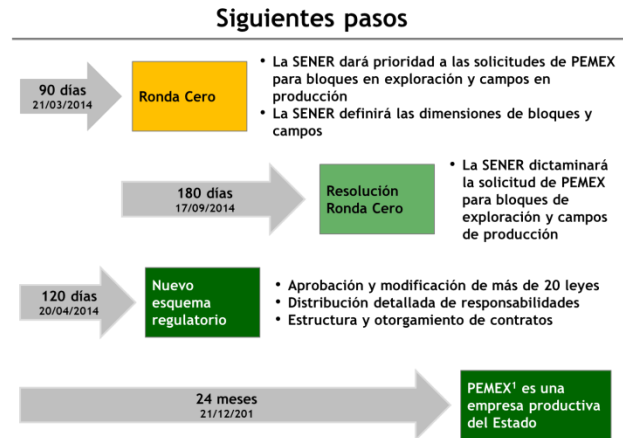 Siguientes pasos
90 días
21/03/2014
Ronda Cero
• La SENER dará prioridad a las solicitudes de PEMEX
para bloques en exploración y campos en
producción
• La SENER definirá las dimensiones de bloques y
campos
180 días
17/09/2014
Resolución
Ronda Cero
• La SENER dictaminará
la solicitud de PEMEX
para bloques de
exploración y campos
de producción
120 días
20/04/2014
Nuevo
esquema
regulatorio
• Aprobación y modificación de más de 20 leyes
• Distribución detallada de responsabilidades
• Estructura y otorgamiento de contratos
24 meses
21/12/201
PEMEX¹ es una
empresa productiva
del Estado